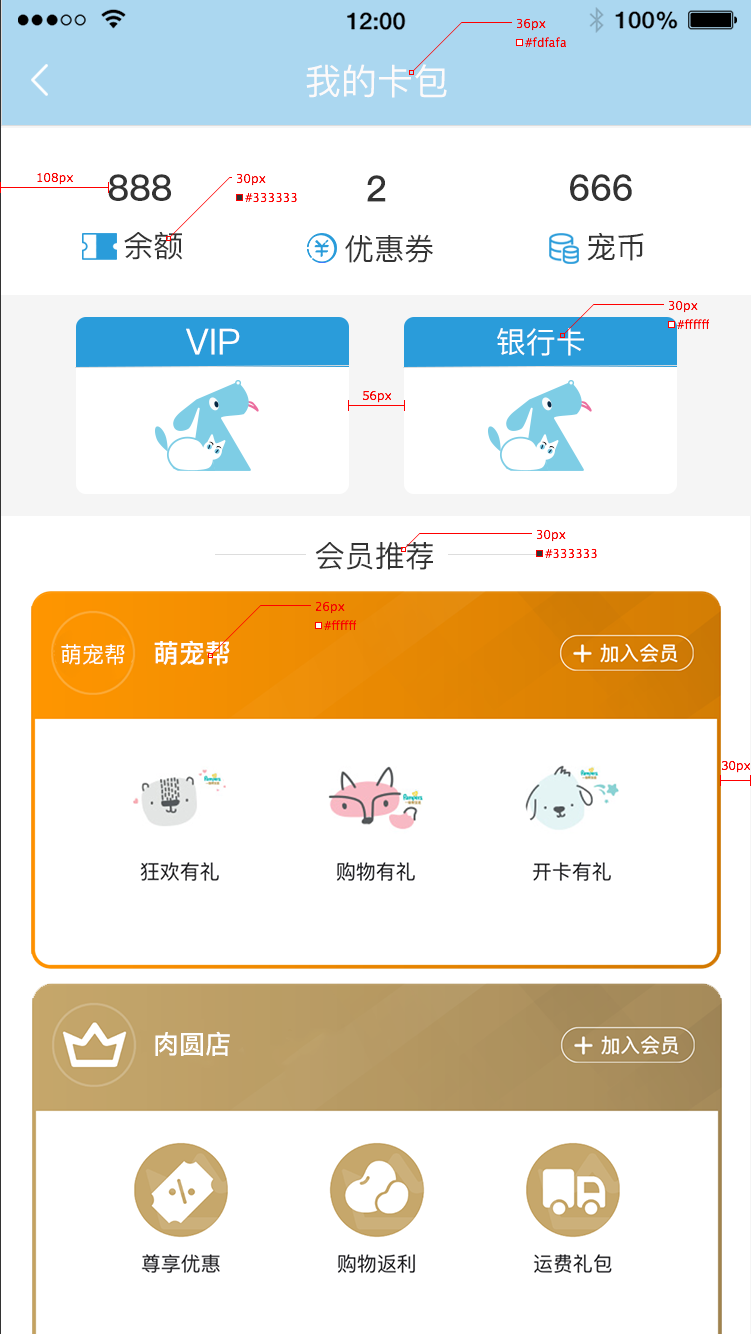 12:00
100%
36px
#fdfafa
我的卡包
108px
888
30px
#333333
2
666
余额
优惠券
宠币
30px
#ffffff
VIP
银行卡
56px
30px
#333333
会员推荐
26px
#ffffff
萌宠帮
萌宠帮
+ 加入会员
30px
Pampers
Pampers
Pampers
狂欢有礼
购物有礼
开卡有礼
肉圆店
+ 加入会员
尊享优惠
购物返利
运费礼包